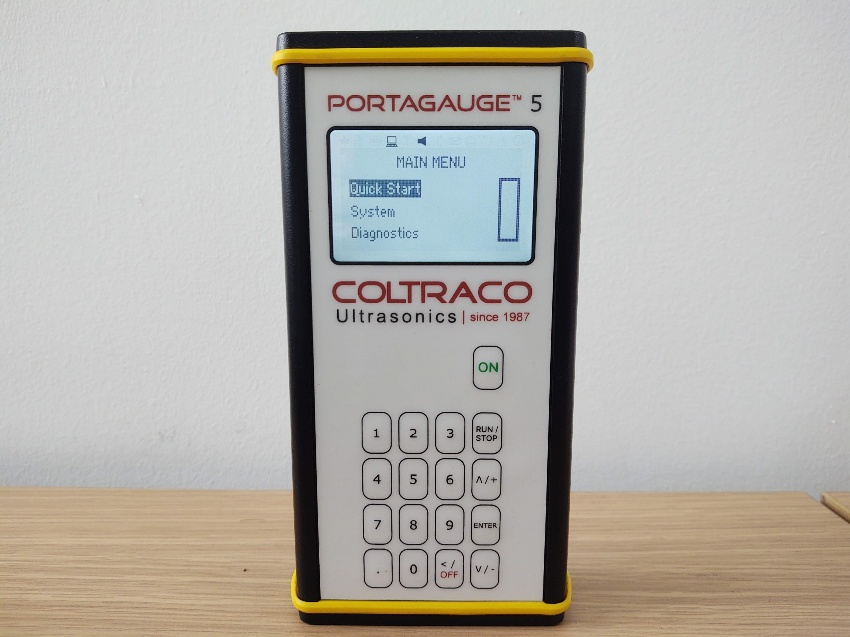 PORTAGAUGE™ 5
MAIN MENU
Quick Start
System
Diagnostics
COLTRACO
Ultrasonics | since 1987
ON
1 2 3 RUN / STOP
4 5 6 Λ / +
7 8 9 ENTER
. 0 < / OFF V / -